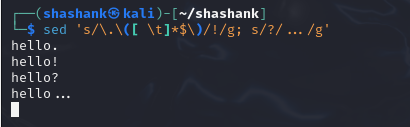 ┌──(shashank㉿kali)-[~/shashank]
└─$ sed 's/\.\([ \t]*$\)/!/g; s/?/.../g'
hello.
hello!
hello?
hello...